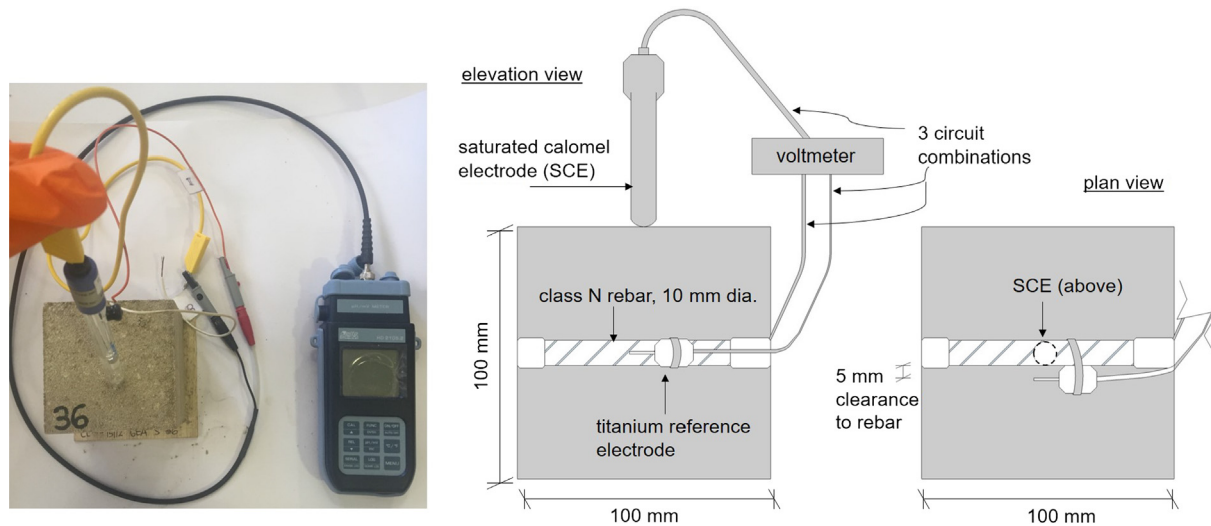 36
elevation view
saturated calomel
electrode (SCE)
3 circuit
combinations
voltmeter
plan view
class N rebar, 10 mm dia.
SCE (above)
100 mm
5 mm
clearance
to rebar
titanium reference
electrode
100 mm
100 mm